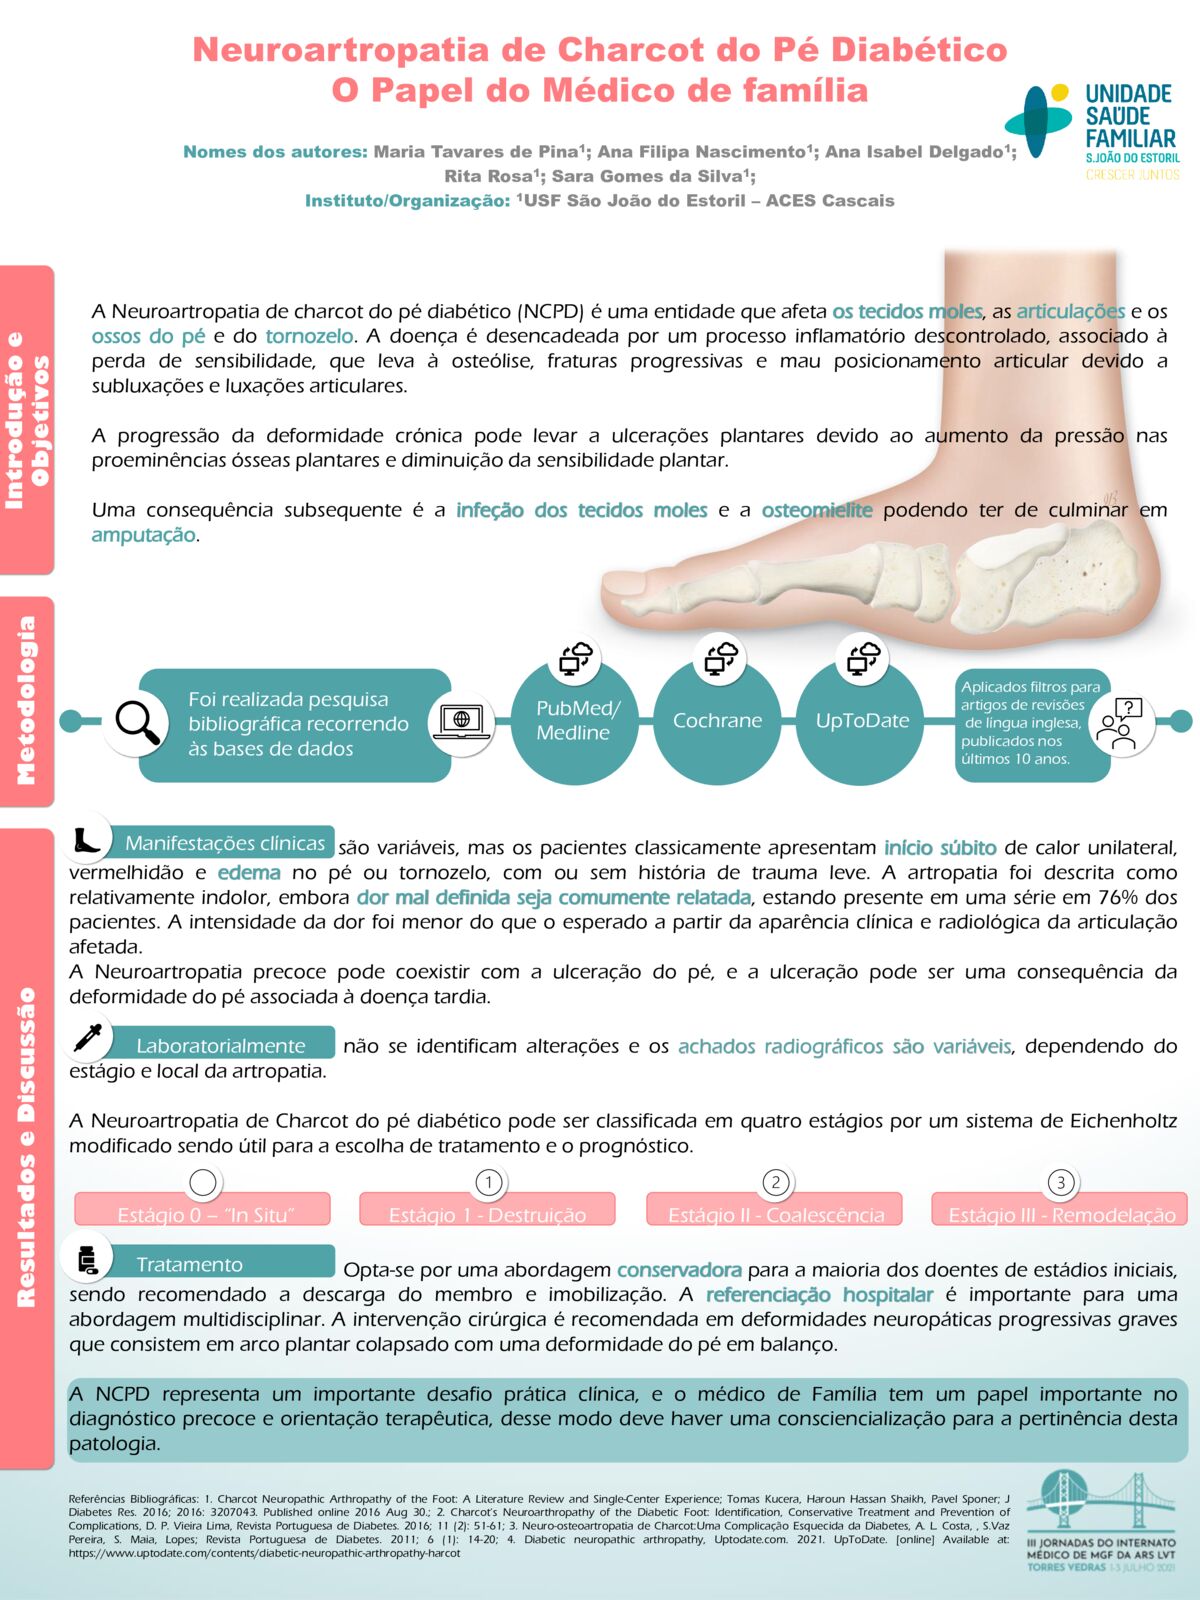 Neuroartropatia de Charcot do Pé Diabético
O Papel do Médico de família
UNIDADE
SAÚDE
FAMILIAR
S.JOÃO DO ESTORIL
CRESCER JUNTOS
Nomes dos autores: Maria Tavares de Pina¹; Ana Filipa Nascimento¹; Ana Isabel Delgado¹;
Rita Rosa¹; Sara Gomes da Silva¹;
Instituto/Organização: ¹USF São João do Estoril – ACES Cascais
Introdução e
Objetivos
A Neuroartropatia de charcot do pé diabético (NCPD) é uma entidade que afeta os tecidos moles, as articulações e os
ossos do pé e do tornozelo. A doença é desencadeada por um processo inflamatório descontrolado, associado à
perda de sensibilidade, que leva à osteólise, fraturas progressivas e mau posicionamento articular devido a
subluxações e luxações articulares.
A progressão da deformidade crónica pode levar a ulcerações plantares devido ao aumento da pressão nas
proeminências ósseas plantares e diminuição da sensibilidade plantar.
Uma consequência subsequente é a infeção dos tecidos moles e a osteomielite podendo ter de culminar em
amputação.
Metodologia
Foi realizada pesquisa
bibliográfica recorrendo
às bases de dados
PubMed/
Medline
Cochrane
UpToDate
Aplicados filtros para
artigos de revisões
de língua inglesa,
publicados nos
últimos 10 anos.
?
Resultados e Discussão
Manifestações clínicas são variáveis, mas os pacientes classicamente apresentam início súbito de calor unilateral,
vermelhidão e edema no pé ou tornozelo, com ou sem história de trauma leve. A artropatia foi descrita como
relativamente indolor, embora dor mal definida seja comumente relatada, estando presente em uma série em 76% dos
pacientes. A intensidade da dor foi menor do que o esperado a partir da aparência clínica e radiológica da articulação
afetada.
A Neuroartropatia precoce pode coexistir com a ulceração do pé, e a ulceração pode ser uma consequência da
deformidade do pé associada à doença tardia.
Laboratorialmente não se identificam alterações e os achados radiográficos são variáveis, dependendo do
estágio e local da artropatia.
A Neuroartropatia de Charcot do pé diabético pode ser classificada em quatro estágios por um sistema de Eichenholtz
modificado sendo útil para a escolha de tratamento e o prognóstico.
1
2
3
Estágio 0 – “In Situ”
Estágio 1 - Destruição
Estágio II - Coalescência
Estágio III - Remodelação
Tratamento Opta-se por uma abordagem conservadora para a maioria dos doentes de estádios iniciais,
sendo recomendado a descarga do membro e imobilização. A referenciação hospitalar é importante para uma
abordagem multidisciplinar. A intervenção cirúrgica é recomendada em deformidades neuropáticas progressivas graves
que consistem em arco plantar colapsado com uma deformidade do pé em balanço.
A NCPD representa um importante desafio prática clínica, e o médico de Família tem um papel importante no
diagnóstico precoce e orientação terapêutica, desse modo deve haver uma consciencialização para a pertinência desta
patologia.
Referências Bibliográficas: 1. Charcot Neuropathic Arthropathy of the Foot: A Literature Review and Single-Center Experience; Tomas Kucera, Haroun Hassan Shaikh, Pavel Sponer; J
Diabetes Res. 2016; 2016: 3207043. Published online 2016 Aug 30.; 2. Charcot's Neuroarthropathy of the Diabetic Foot: Identification, Conservative Treatment and Prevention of
Complications, D. P. Vieira Lima, Revista Portuguesa de Diabetes. 2016; 11 (2): 51-61; 3. Neuro-osteoartropatia de Charcot:Uma Complicação Esquecida da Diabetes, A. L. Costa, , S.Vaz
Pereira, S. Maia, Lopes; Revista Portuguesa de Diabetes. 2011; 6 (1): 14-20; 4. Diabetic neuropathic arthropathy, Uptodate.com. 2021. UpToDate. [online] Available at:
https://www.uptodate.com/contents/diabetic-neuropathic-arthropathy-harcot
III JORNADAS DO INTERNATO
MÉDICO DE MGF DA ARS LVT
TORRES VEDRAS 1-3 JULHO 2021